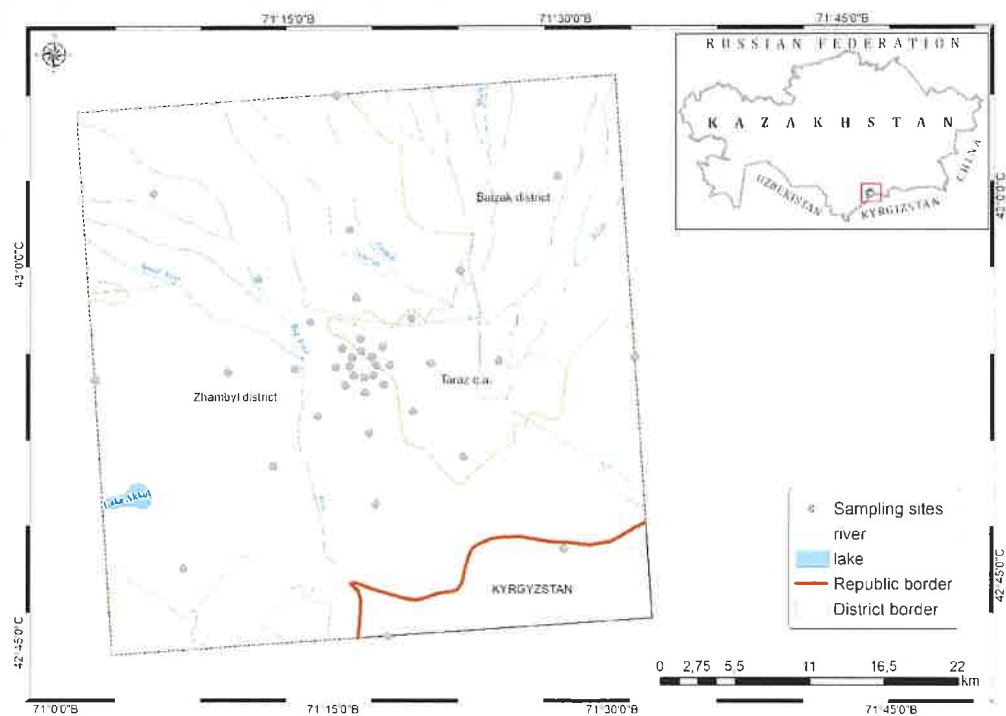 71°15'0"B
71°30'0"B
71°45'0"B
RUSSIAN FEDERATION
KAZAKHSTAN
CHINA
UZBEKISTAN
KYRGIZSTAN
43°0'0"C
43°0'0"C
Baizak district
Taraz c.a.
Zhambyl district
Lake Akkol
KYRGYZSTAN
Sampling sites
river
lake
Republic border
District border
42°45'0"C
42°45'0"C
0 2,75 5,5 11 16,5 22
km
71°0'0"B
71°15'0"B
71°30'0"B
71°45'0"B